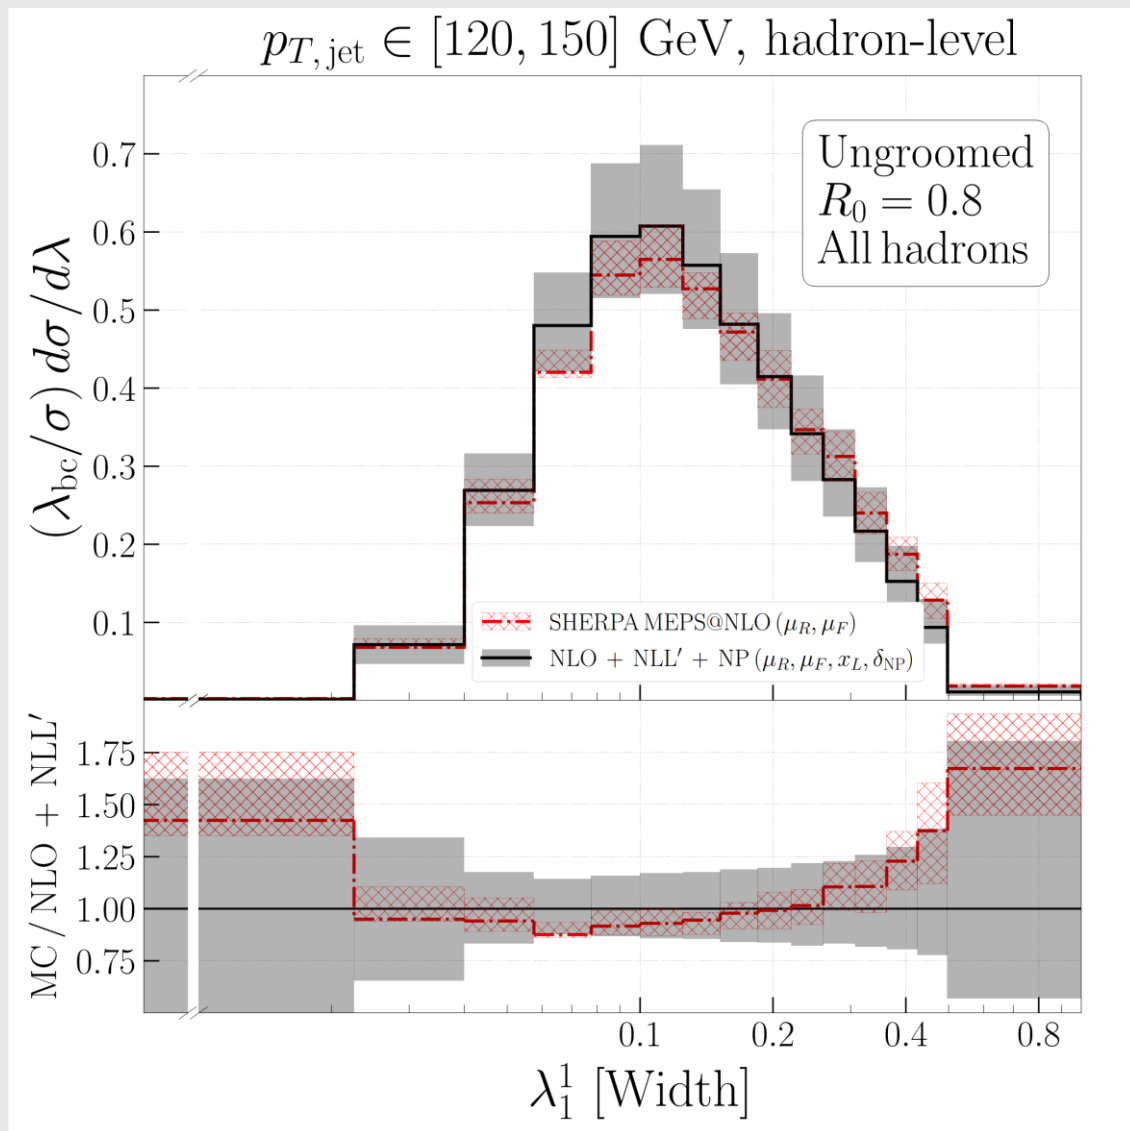 p_{T, jet} ∈ [120, 150] GeV, hadron-level
(λ_bc/σ) dσ/dλ
0.7
0.6
0.5
0.4
0.3
0.2
0.1
Ungroomed
R_0 = 0.8
All hadrons
SHERPA MEPS@NLO (μ_R, μ_F)
NLO + NLL′ + NP (μ_R, μ_F, x_L, δ_NP)
MC / NLO + NLL′
1.75
1.50
1.25
1.00
0.75
0.1 0.2 0.4 0.8
λ_1^1 [Width]